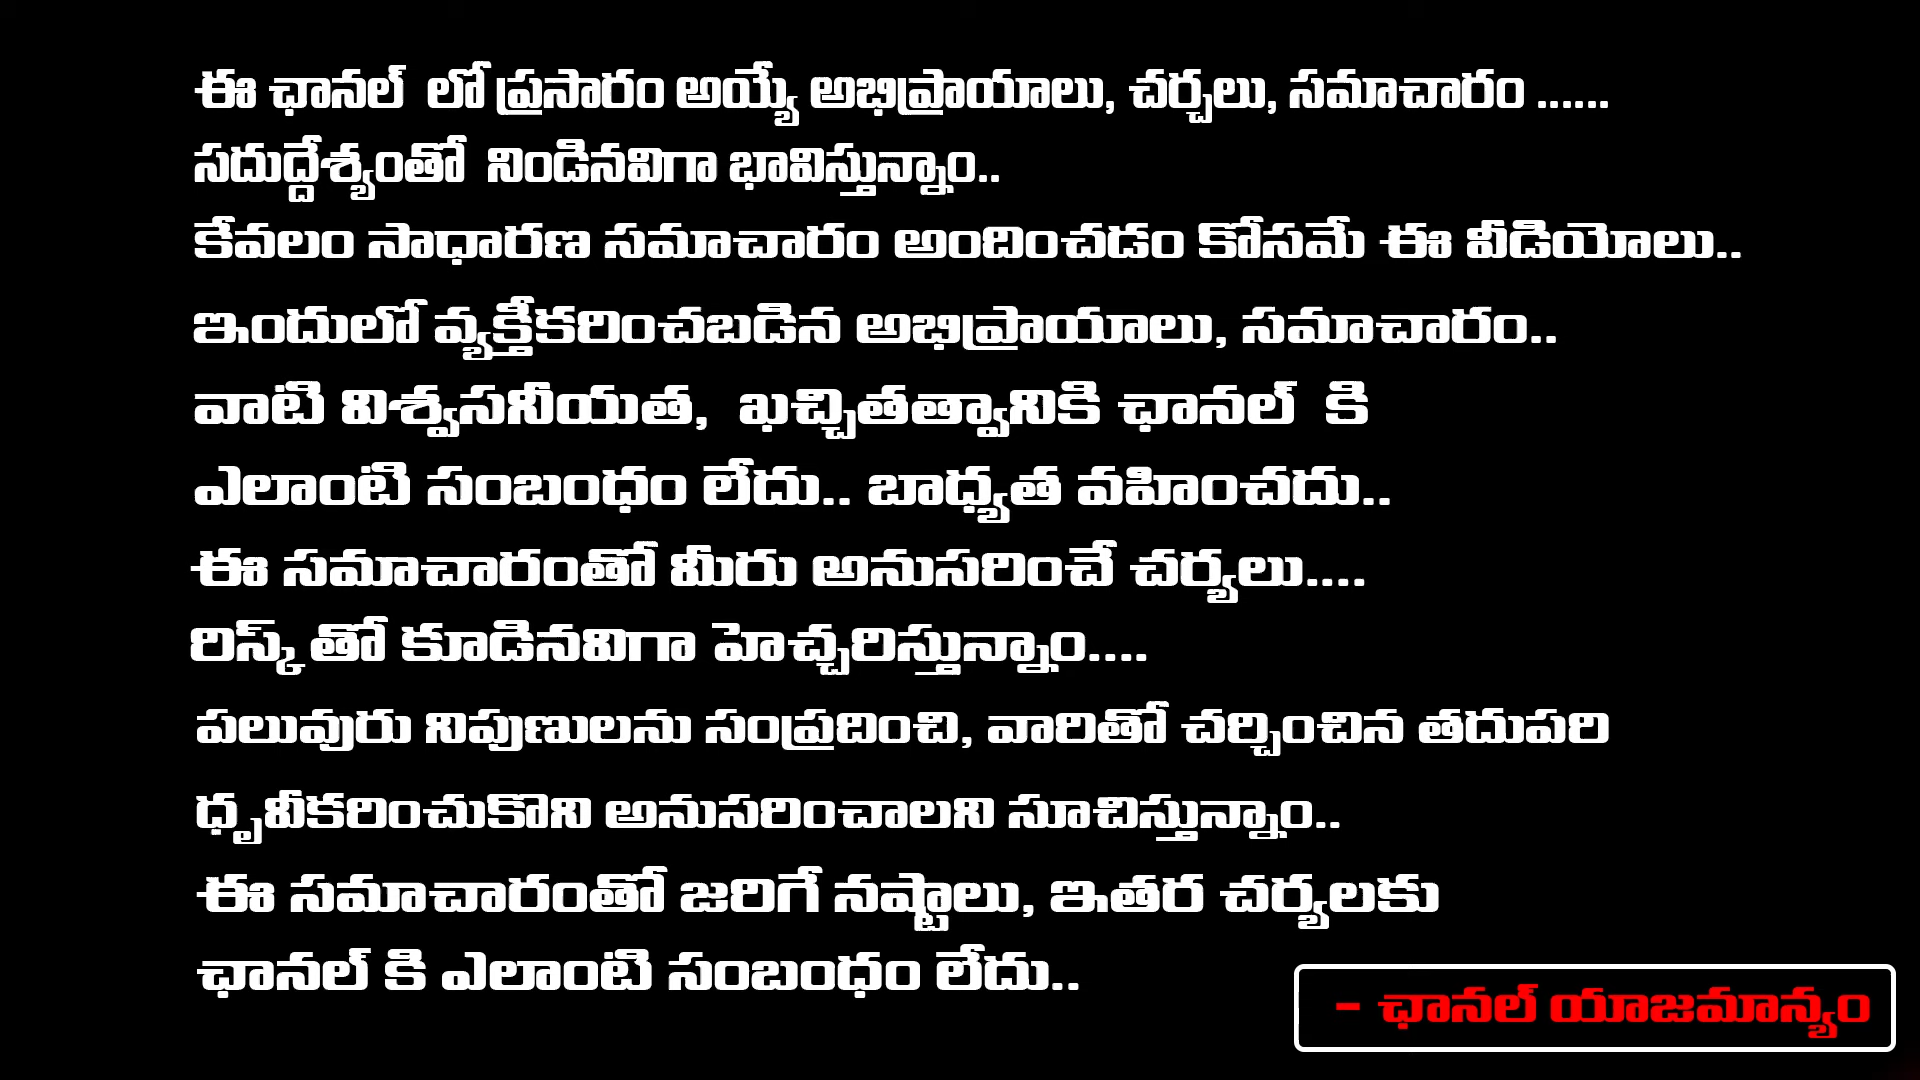 ఈ ఛానల్ లో ప్రసారం అయ్యే అభిప్రాయాలు, చర్చలు, సమాచారం ......
సదుద్దేశ్యంతో నిండినవిగా భావిస్తున్నాం..
కేవలం సాధారణ సమాచారం అందించడం కోసమే ఈ వీడియోలు..
ఇందులో వ్యక్తీకరించబడిన అభిప్రాయాలు, సమాచారం..
వాటి విశ్వసనీయత, ఖచ్చితత్వానికి ఛానల్ కి
ఎలాంటి సంబంధం లేదు.. బాధ్యత వహించదు..
ఈ సమాచారంతో మీరు అనుసరించే చర్యలు....
రిస్క్ తో కూడినవిగా హెచ్చరిస్తున్నాం....
పలువురు నిపుణులను సంప్రదించి, వారితో చర్చించిన తదుపరి
ధృవీకరించుకొని అనుసరించాలని సూచిస్తున్నాం..
ఈ సమాచారంతో జరిగే నష్టాలు, ఇతర చర్యలకు
ఛానల్ కి ఎలాంటి సంబంధం లేదు..
- ఛానల్ యాజమాన్యం